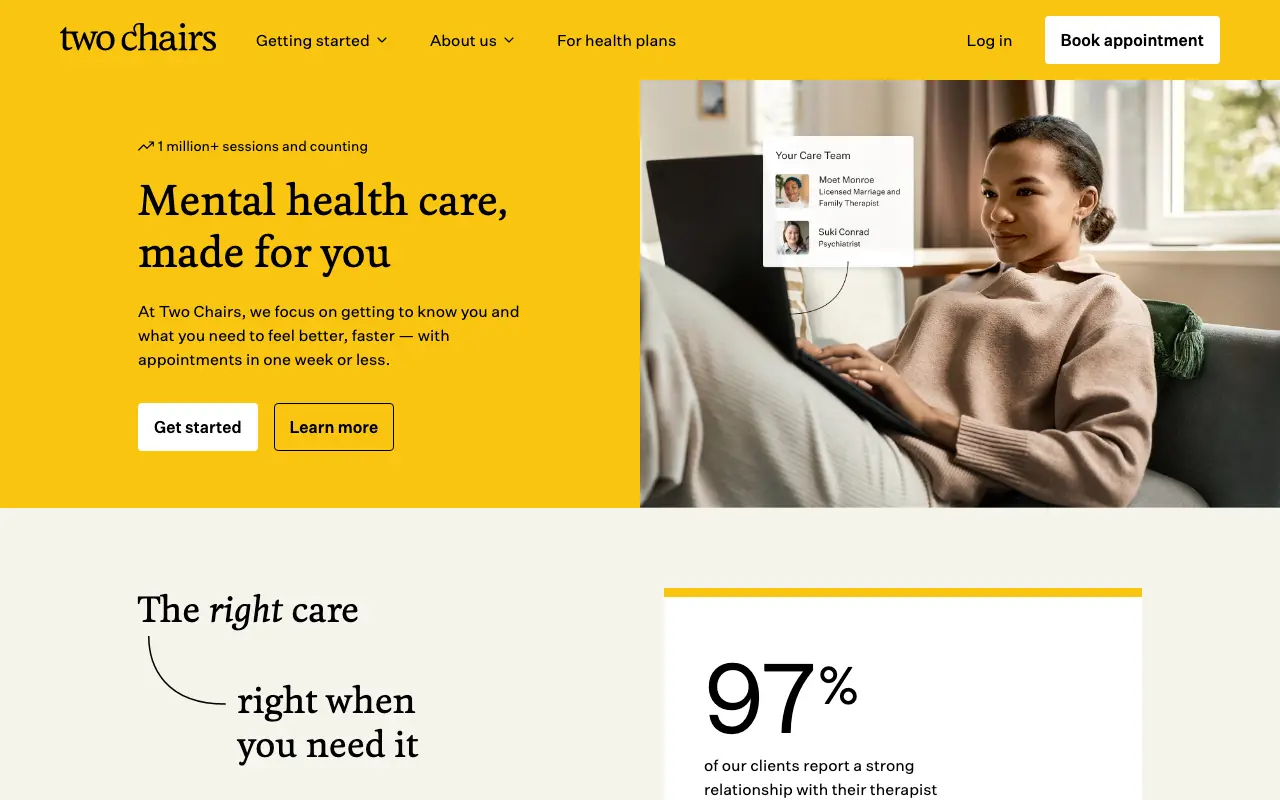 two chairs
Getting started
About us
For health plans
Log in
Book appointment
1 million+ sessions and counting
Mental health care,
made for you
At Two Chairs, we focus on getting to know you and
what you need to feel better, faster — with
appointments in one week or less.
Get started
Learn more
Your Care Team
Moet Monroe
Licensed Marriage and
Family Therapist
Suki Conrad
Psychiatrist
The right care
right when
you need it
97%
of our clients report a strong
relationship with their therapist